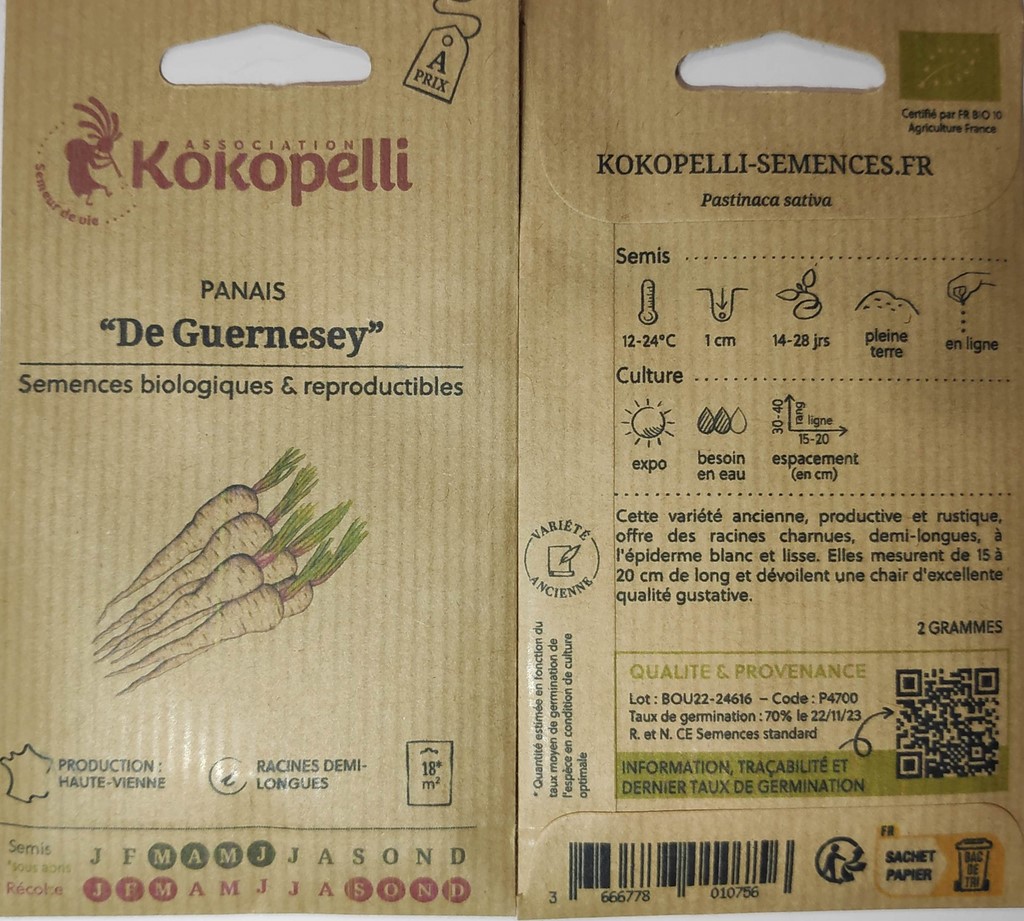 À
PRIX
ASSOCIATION
Kokopelli
Semeur de vie
PANAIS
“De Guernesey”
Semences biologiques & reproductibles
PRODUCTION :
HAUTE-VIENNE
RACINES DEMI-
LONGUES
18*
m²
Semis
J F M A M J J A S O N D
Récolte
J F M A M J J A S O N D
Certifié par FR BIO 10
Agriculture France
KOKOPELLI-SEMENCES.FR
Pastinaca sativa
Semis
12-24°C
1 cm
14-28 jrs
pleine
terre
en ligne
Culture
expo
besoin
en eau
30-40
rang
ligne
15-20
espacement
(en cm)
VARIÉTÉ
ANCIENNE
Cette variété ancienne, productive et rustique,
offre des racines charnues, demi-longues, à
l'épiderme blanc et lisse. Elles mesurent de 15 à
20 cm de long et dévoilent une chair d'excellente
qualité gustative.
2 GRAMMES
* Quantité estimée en fonction du
taux moyen de germination de
l'espèce en condition de culture
optimale
QUALITE & PROVENANCE
Lot : BOU22-24616 – Code : P4700
Taux de germination : 70% le 22/11/23
R. et N. CE Semences standard
INFORMATION, TRAÇABILITÉ ET
DERNIER TAUX DE GERMINATION
3 666778 010756
FR
SACHET
PAPIER
BAC
DE
TRI